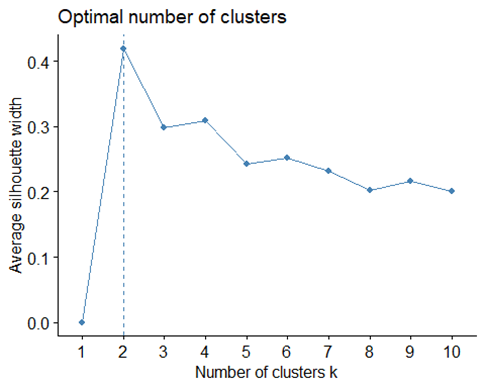 Optimal number of clusters
Average silhouette width
0.4
0.3
0.2
0.1
0.0
1 2 3 4 5 6 7 8 9 10
Number of clusters k